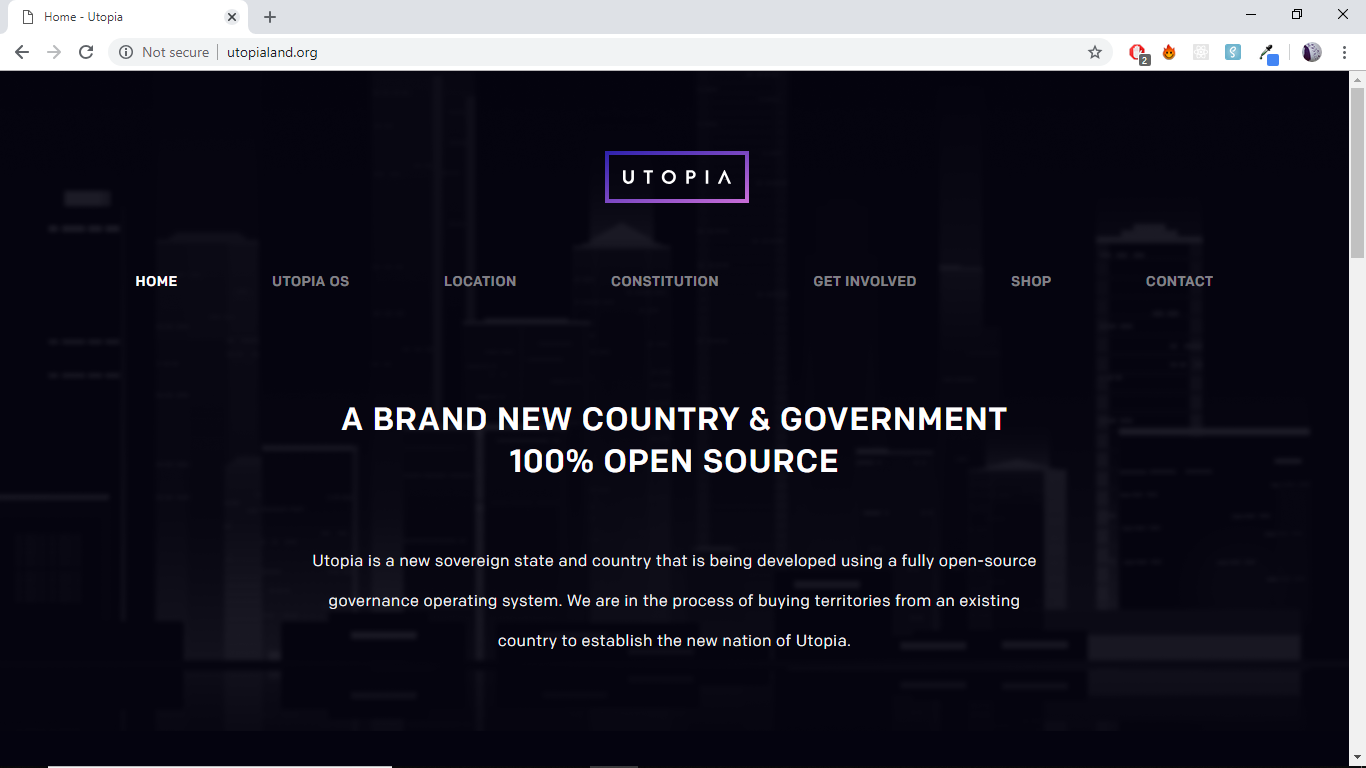 Home - Utopia
Not secure
utopialand.org
2
UTOPIA
HOME
UTOPIA OS
LOCATION
CONSTITUTION
GET INVOLVED
SHOP
CONTACT
A BRAND NEW COUNTRY & GOVERNMENT
100% OPEN SOURCE
Utopia is a new sovereign state and country that is being developed using a fully open-source
governance operating system. We are in the process of buying territories from an existing
country to establish the new nation of Utopia.